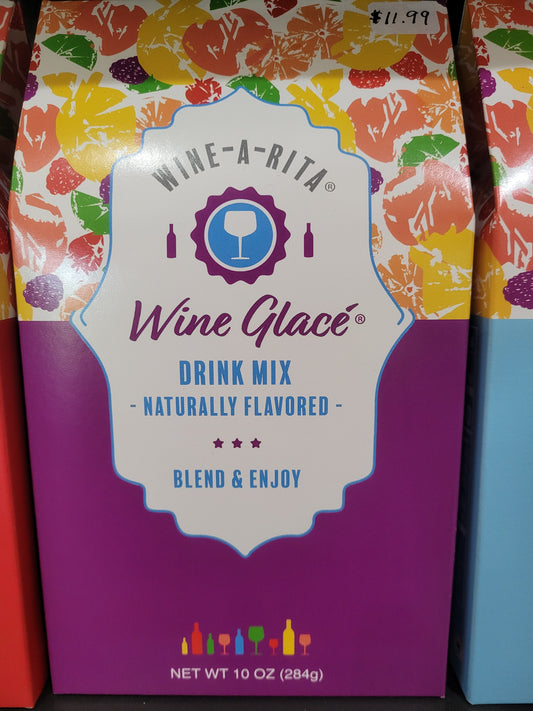 $11.99
WINE-A-RITA®
Wine Glacé®
DRINK MIX
- NATURALLY FLAVORED -
BLEND & ENJOY
NET WT 10 OZ (284g)